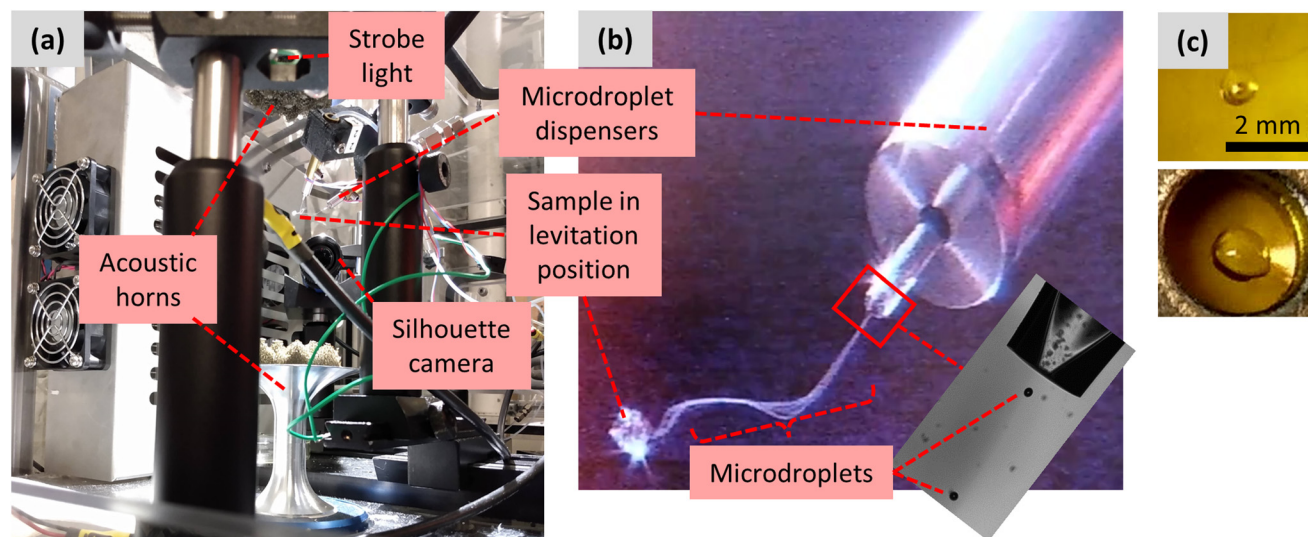 (a)
Strobe
light
Acoustic
horns
Silhouette
camera
Microdroplet
dispensers
Sample in
levitation
position
(b)
Microdroplets
(c)
2 mm